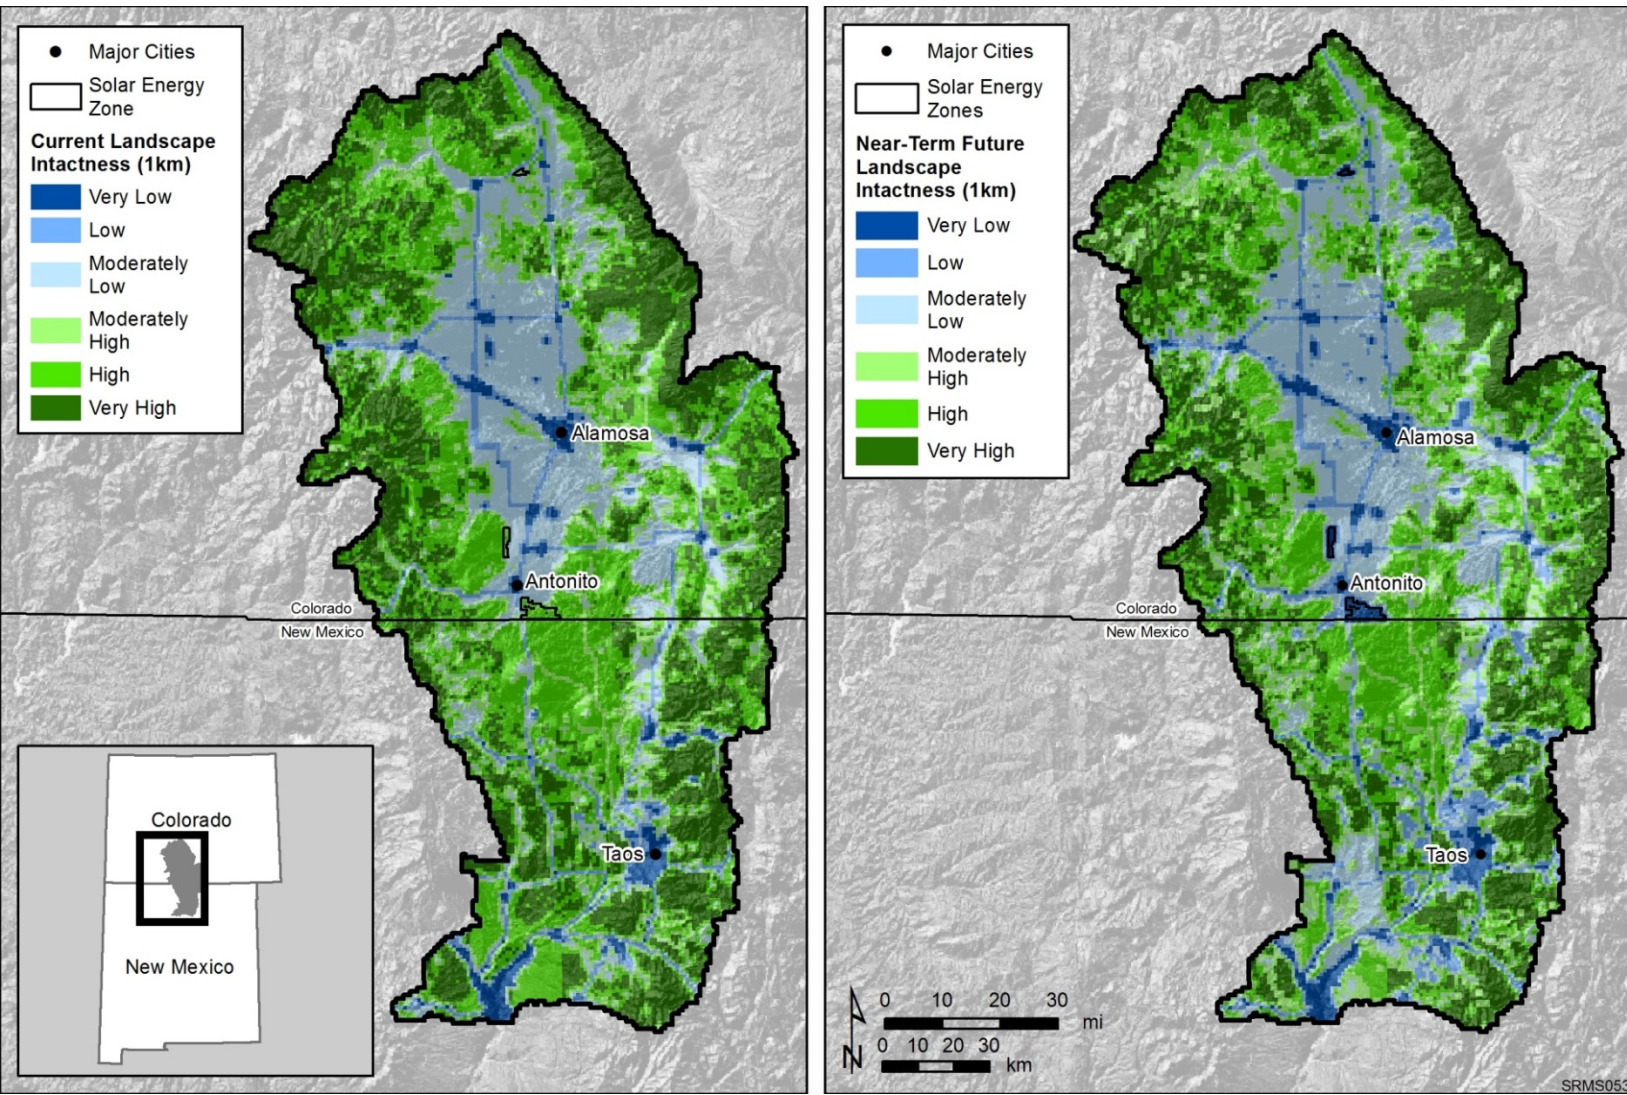 Major Cities
Solar Energy
Zone
Current Landscape
Intactness (1km)
Very Low
Low
Moderately
Low
Moderately
High
High
Very High
Alamosa
Antonito
Colorado
New Mexico
Taos
Colorado
New Mexico
Major Cities
Solar Energy
Zones
Near-Term Future
Landscape
Intactness (1km)
Very Low
Low
Moderately
Low
Moderately
High
High
Very High
Alamosa
Antonito
Colorado
New Mexico
Taos
0 10 20 30
mi
0 10 20 30
km
N
SRMS053